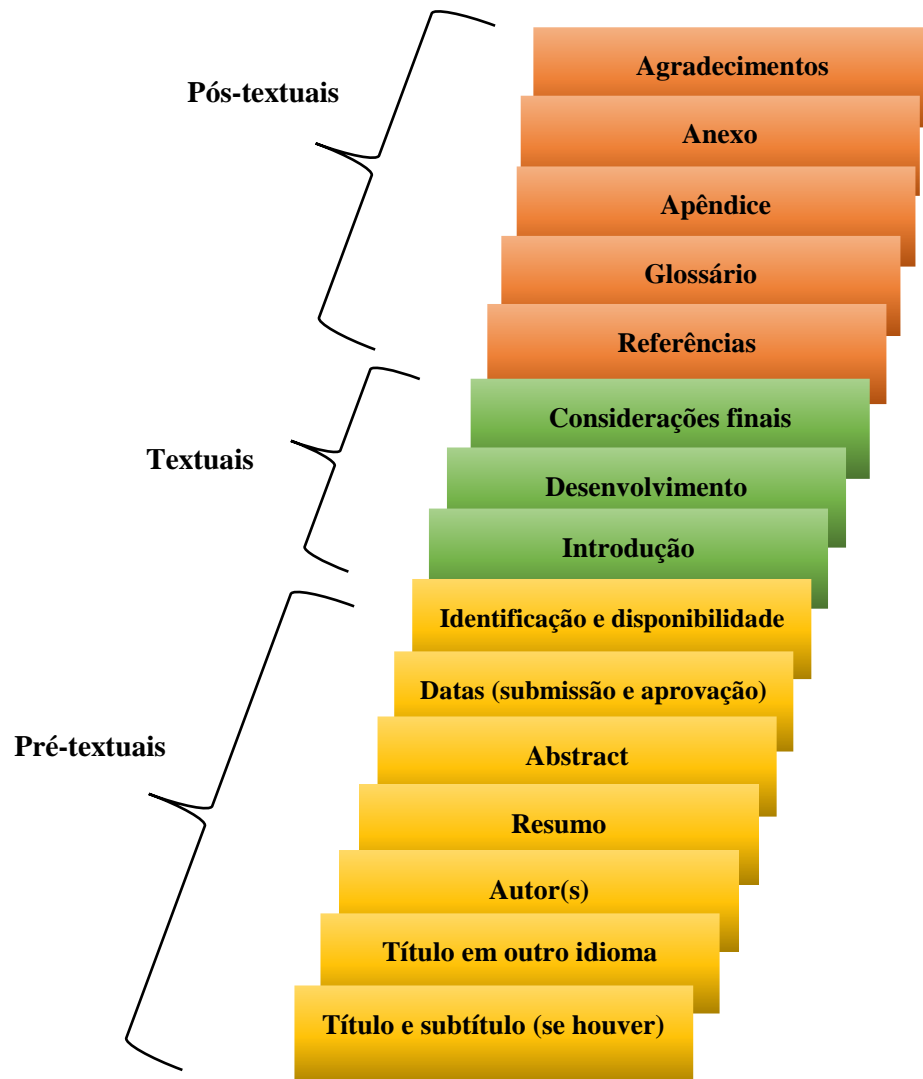 Pós-textuais
Agradecimentos
Anexo
Apêndice
Glossário
Referências
Textuais
Considerações finais
Desenvolvimento
Introdução
Pré-textuais
Identificação e disponibilidade
Datas (submissão e aprovação)
Abstract
Resumo
Autor(s)
Título em outro idioma
Título e subtítulo (se houver)